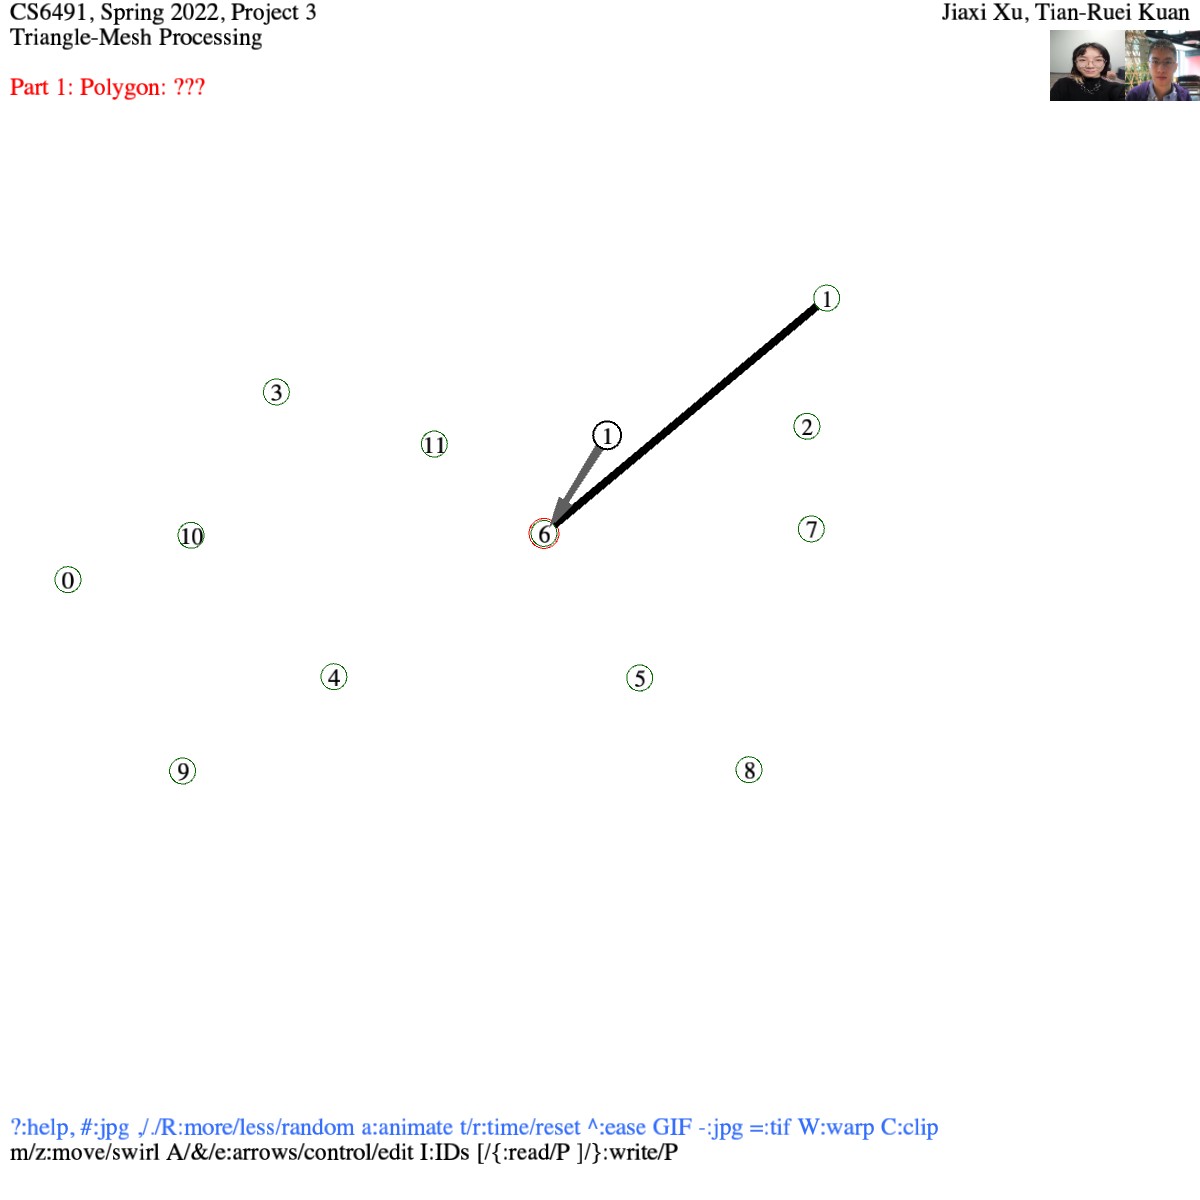 CS6491, Spring 2022, Project 3
Jiaxi Xu, Tian-Ruei Kuan
Triangle-Mesh Processing
Part 1: Polygon: ???
1
3
2
1
11
7
6
10
0
4
5
9
8
?:help, #:jpg ,/./R:more/less/random a:animate t/r:time/reset ^:ease GIF -:jpg =:tif W:warp C:clip
m/z:move/swirl A/&/e:arrows/control/edit I:IDs [/{:read/P ]/}:write/P